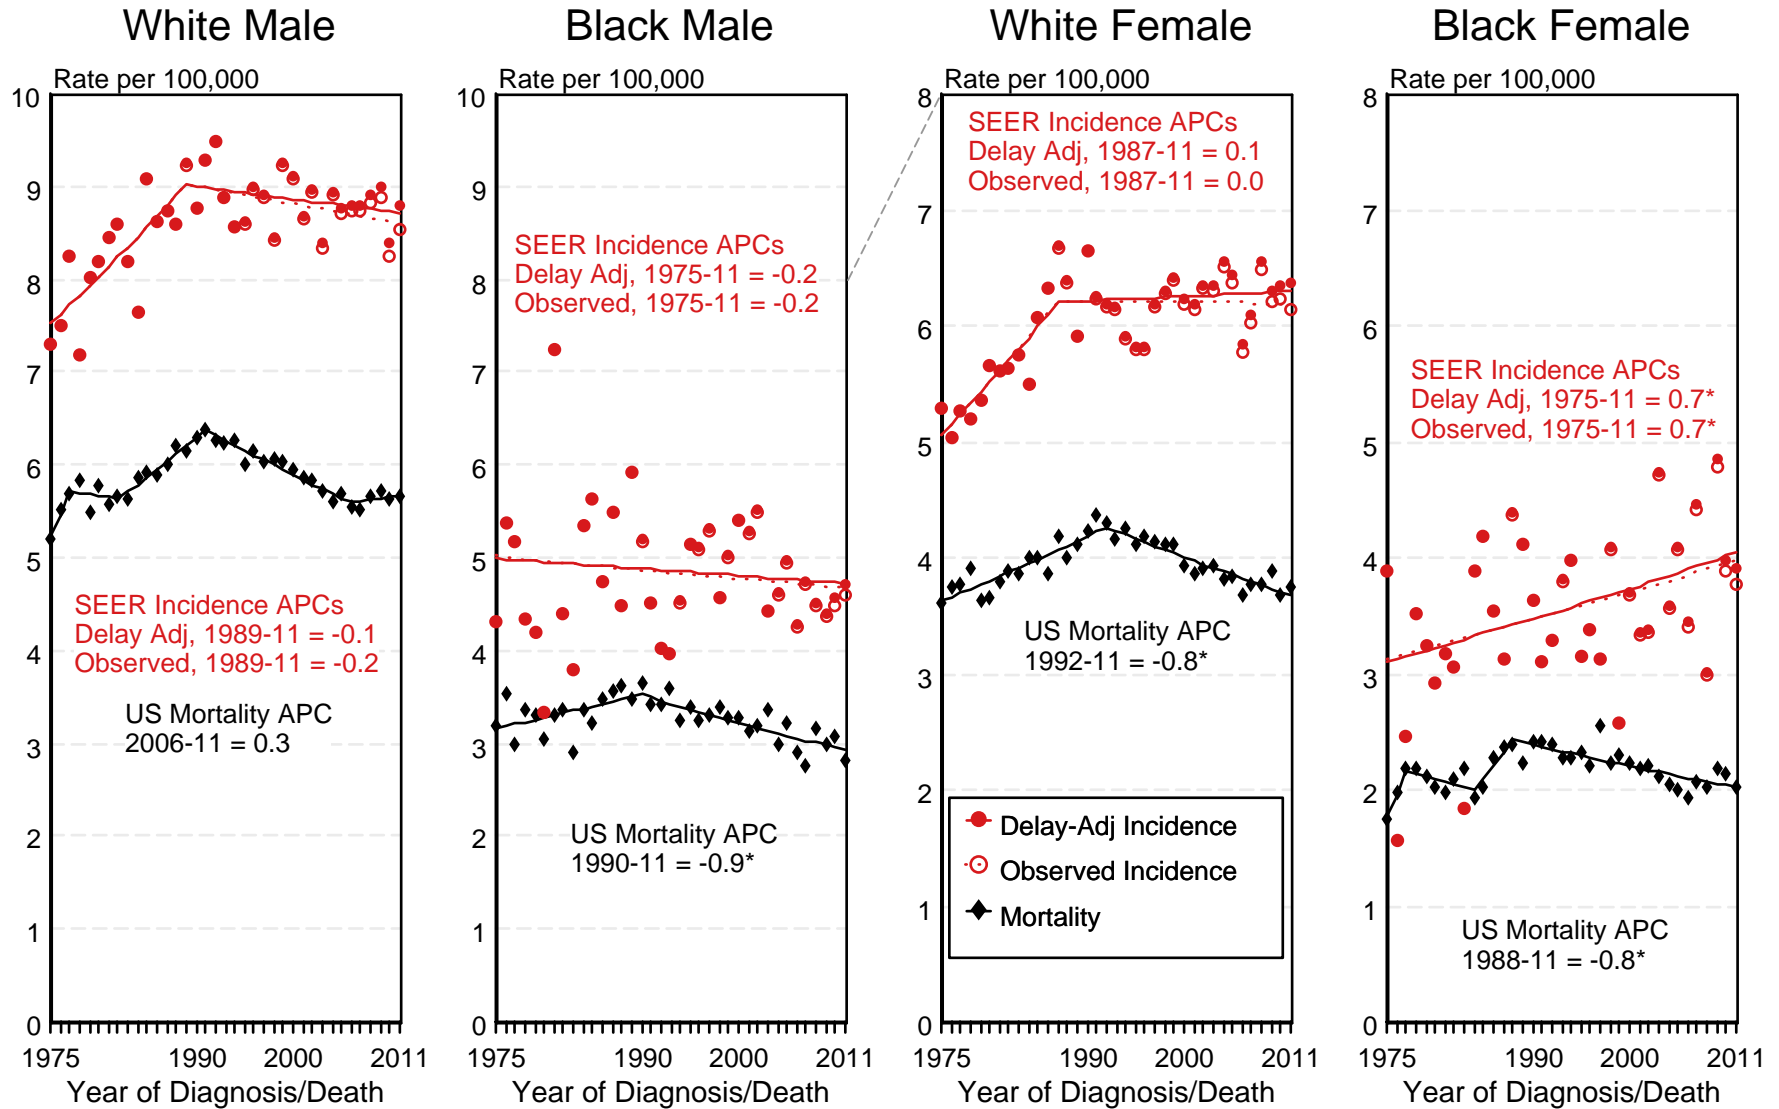 White Male
Rate per 100,000
10
9
8
7
6
5
4
3
2
1
0
SEER Incidence APCs
Delay Adj, 1989-11 = -0.1
Observed, 1989-11 = -0.2
US Mortality APC
2006-11 = 0.3
1975 1990 2000 2011
Year of Diagnosis/Death
Black Male
Rate per 100,000
10
9
8
7
6
5
4
3
2
1
0
SEER Incidence APCs
Delay Adj, 1975-11 = -0.2
Observed, 1975-11 = -0.2
US Mortality APC
1990-11 = -0.9*
1975 1990 2000 2011
Year of Diagnosis/Death
White Female
Rate per 100,000
8
7
6
5
4
3
2
1
0
SEER Incidence APCs
Delay Adj, 1987-11 = 0.1
Observed, 1987-11 = 0.0
US Mortality APC
1992-11 = -0.8*
Delay-Adj Incidence
Observed Incidence
Mortality
1975 1990 2000 2011
Year of Diagnosis/Death
Black Female
Rate per 100,000
8
7
6
5
4
3
2
1
0
SEER Incidence APCs
Delay Adj, 1975-11 = 0.7*
Observed, 1975-11 = 0.7*
US Mortality APC
1988-11 = -0.8*
1975 1990 2000 2011
Year of Diagnosis/Death